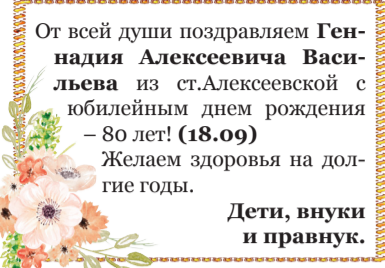 От всей души поздравляем Ген-
надия Алексеевича Васи-
льева из ст.Алексеевской с
юбилейным днем рождения
– 80 лет! (18.09)
Желаем здоровья на дол-
гие годы.
Дети, внуки
и правнук.